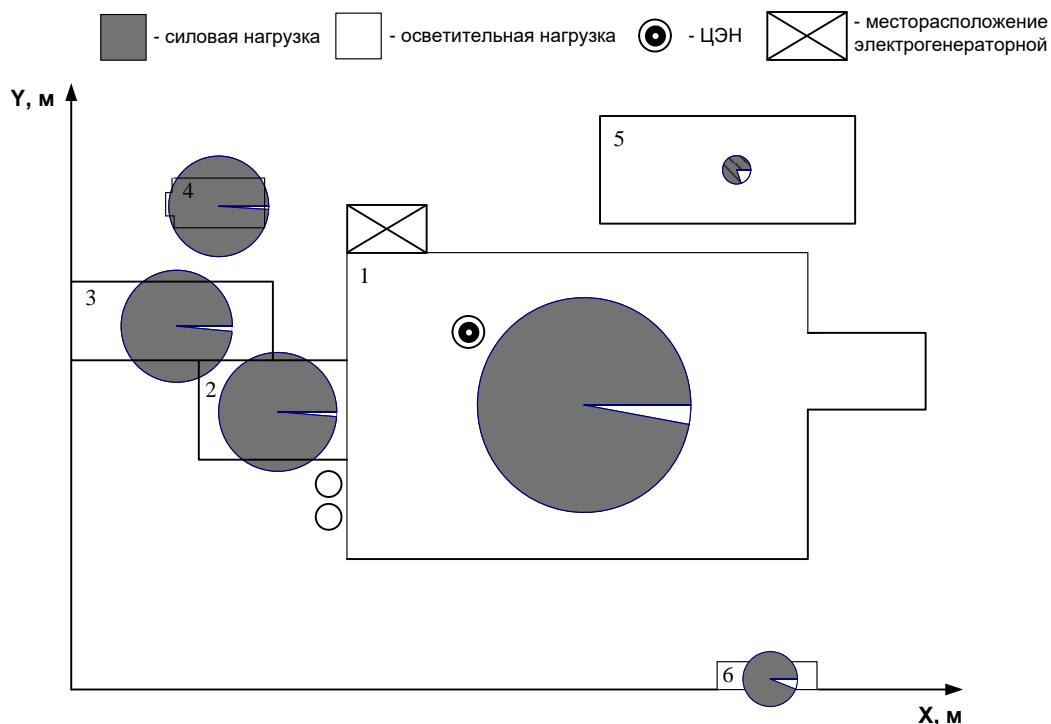 - силовая нагрузка
- осветительная нагрузка
- ЦЭН
- месторасположение
электрогенераторной
Y, м
5
4
1
3
2
6
X, м